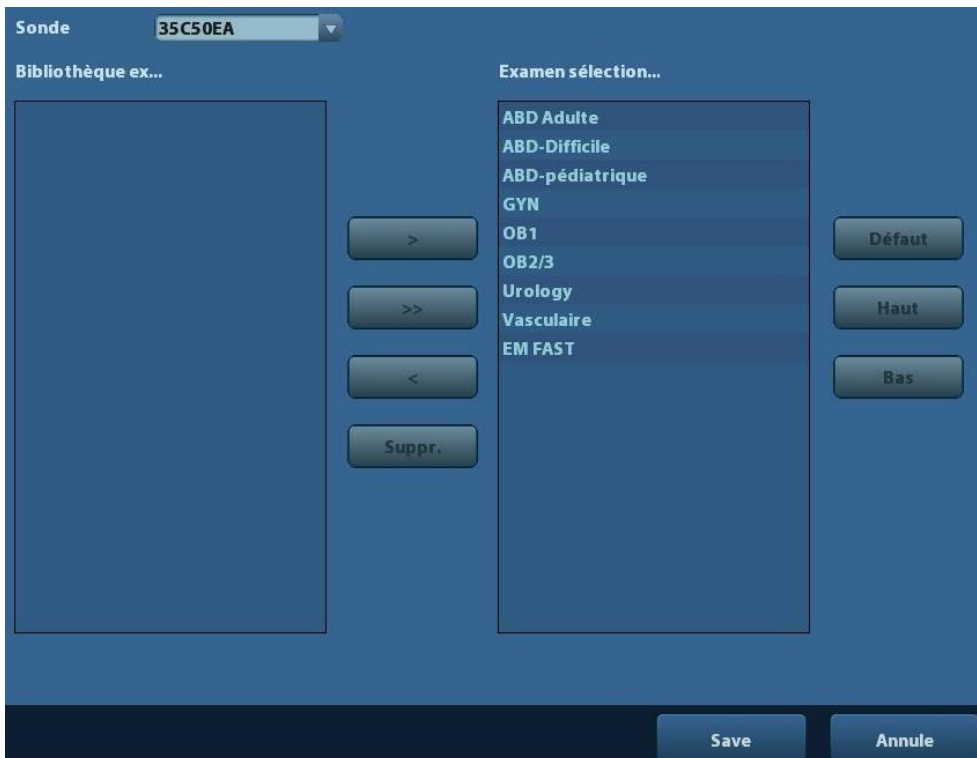 Sonde 35C50EA
Bibliothèque ex...
Examen sélection...
ABD Adulte
ABD-Difficile
ABD-pédiatrique
GYN
OB1
OB2/3
Urology
Vasculaire
EM FAST
>
>>
<
Suppr.
Défaut
Haut
Bas
Save
Annule